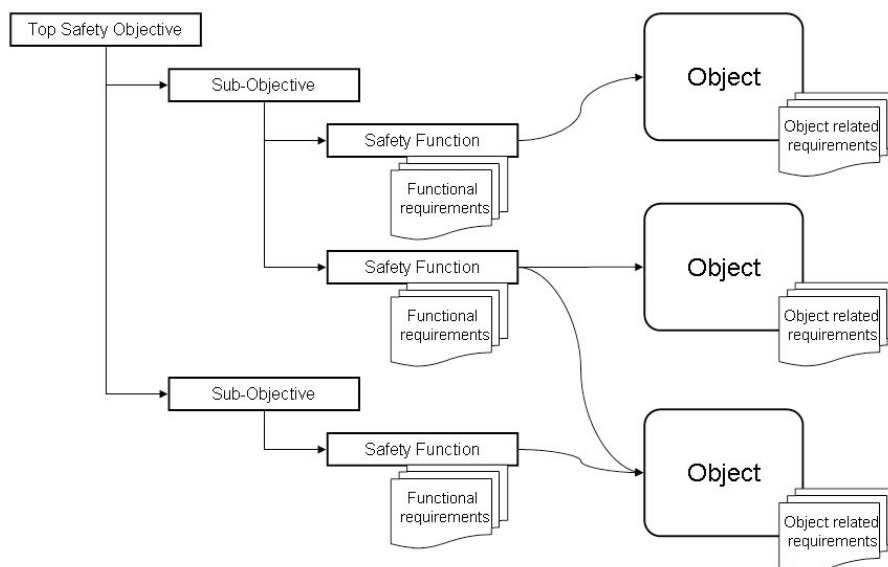 Top Safety Objective
Sub-Objective
Safety Function
Functional
requirements
Safety Function
Functional
requirements
Sub-Objective
Safety Function
Functional
requirements
Object
Object related
requirements
Object
Object related
requirements
Object
Object related
requirements